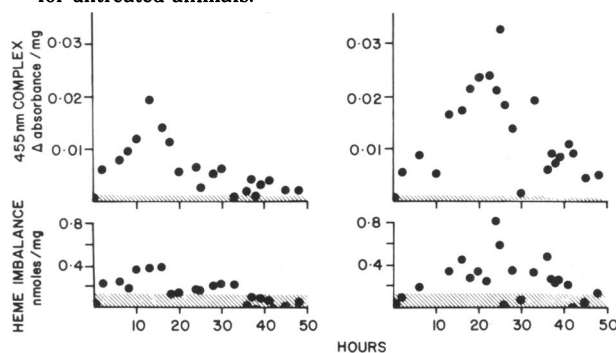 for untreated animals.
0·03
0·02
0·01
455nm COMPLEX
Δ absorbance / mg
0·03
0·02
0·01
0·8
0·4
HEME IMBALANCE
nmoles / mg
10 20 30 40 50
0·8
0·4
10 20 30 40 50
HOURS